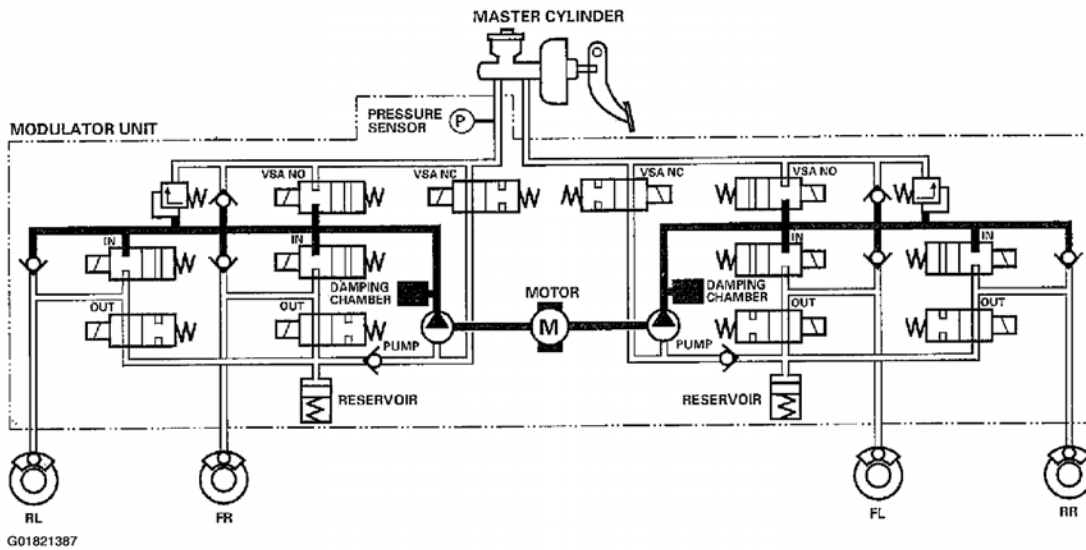 MASTER CYLINDER
PRESSURE
SENSOR
P
MODULATOR UNIT
VSA NO
VSA NC
VSA NC
VSA NO
IN
IN
IN
IN
DAMPING
CHAMBER
MOTOR
M
DAMPING
CHAMBER
OUT
OUT
OUT
OUT
PUMP
PUMP
RESERVOIR
RESERVOIR
RL
FR
FL
RR
G01821387